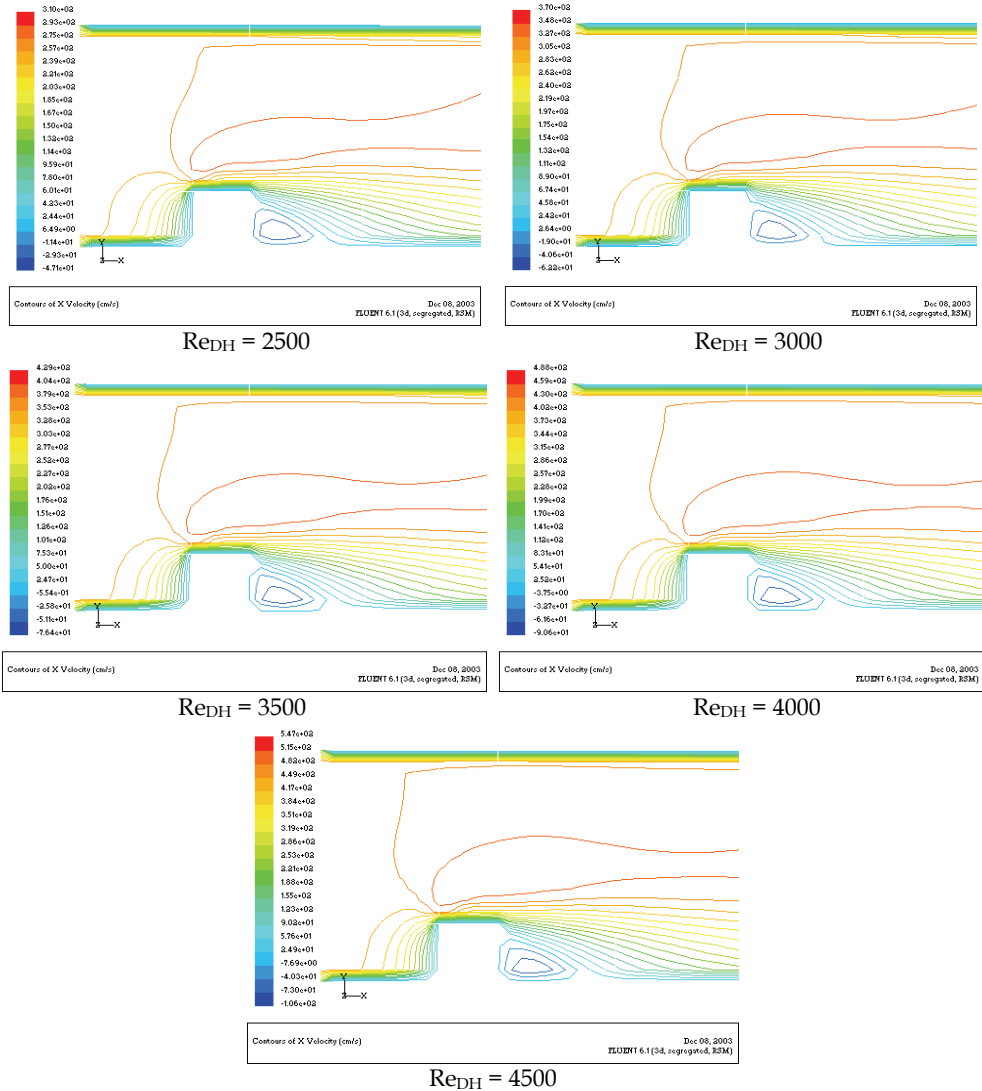 3.10e+02
2.93e+02
2.75e+02
2.57e+02
2.39e+02
2.21e+02
2.03e+02
1.85e+02
1.67e+02
1.50e+02
1.32e+02
1.14e+02
9.59e+01
7.80e+01
6.01e+01
4.23e+01
2.44e+01
6.49e+00
-1.14e+01
-2.93e+01
-4.71e+01
Y
Z X
Contours of X Velocity (cm/s)
Dec 08, 2003
FLUENT 6.1 (3d, segregated, RSM)
ReDH = 2500
3.70e+02
3.48e+02
3.27e+02
3.05e+02
2.83e+02
2.62e+02
2.40e+02
2.19e+02
1.97e+02
1.75e+02
1.54e+02
1.32e+02
1.11e+02
8.90e+01
6.74e+01
4.58e+01
2.42e+01
2.64e+00
-1.90e+01
-4.06e+01
-6.22e+01
Y
Z X
Contours of X Velocity (cm/s)
Dec 08, 2003
FLUENT 6.1 (3d, segregated, RSM)
ReDH = 3000
4.29e+02
4.04e+02
3.79e+02
3.53e+02
3.28e+02
3.03e+02
2.77e+02
2.52e+02
2.27e+02
2.02e+02
1.76e+02
1.51e+02
1.26e+02
1.01e+02
7.53e+01
5.00e+01
2.47e+01
-5.54e+01
-2.58e+01
-5.11e+01
-7.64e+01
Y
Z X
Contours of X Velocity (cm/s)
Dec 08, 2003
FLUENT 6.1 (3d, segregated, RSM)
ReDH = 3500
4.88e+02
4.59e+02
4.30e+02
4.02e+02
3.73e+02
3.44e+02
3.15e+02
2.86e+02
2.57e+02
2.28e+02
1.99e+02
1.70e+02
1.41e+02
1.12e+02
8.31e+01
5.41e+01
2.52e+01
-3.75e+00
-3.27e+01
-6.16e+01
-9.06e+01
Y
Z X
Contours of X Velocity (cm/s)
Dec 08, 2003
FLUENT 6.1 (3d, segregated, RSM)
ReDH = 4000
5.47e+02
5.15e+02
4.82e+02
4.49e+02
4.17e+02
3.84e+02
3.51e+02
3.19e+02
2.86e+02
2.53e+02
2.21e+02
1.88e+02
1.55e+02
1.23e+02
9.02e+01
5.76e+01
2.49e+01
-7.69e+00
-4.03e+01
-7.30e+01
-1.06e+02
Y
Z X
Contours of X Velocity (cm/s)
Dec 08, 2003
FLUENT 6.1 (3d, segregated, RSM)
ReDH = 4500